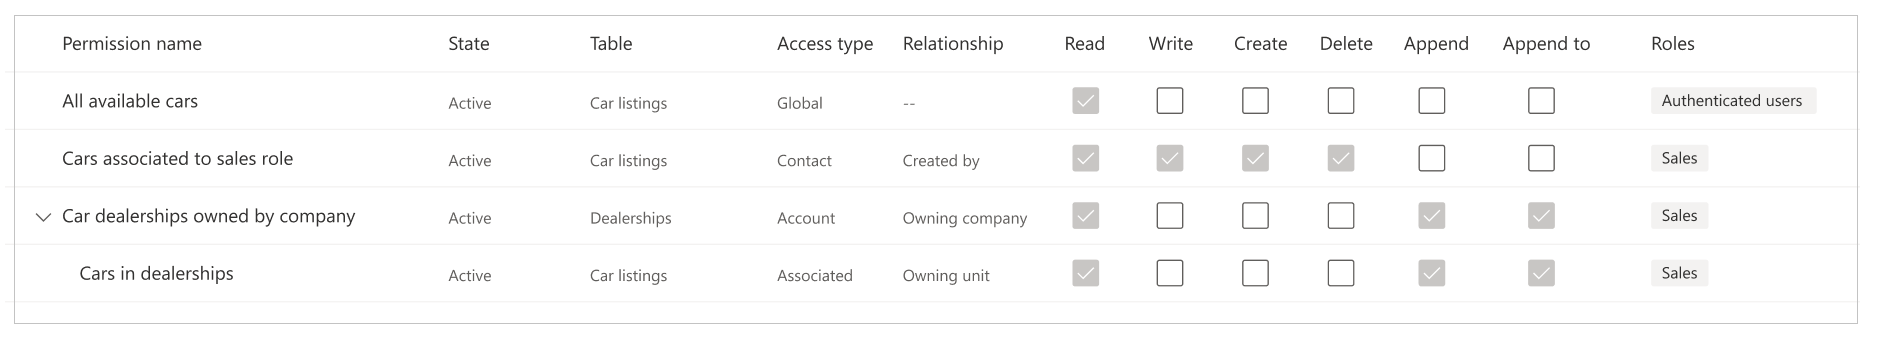 Permission name State Table Access type Relationship Read Write Create Delete Append Append to Roles
All available cars Active Car listings Global -- Authenticated users
Cars associated to sales role Active Car listings Contact Created by Sales
Car dealerships owned by company Active Dealerships Account Owning company Sales
Cars in dealerships Active Car listings Associated Owning unit Sales